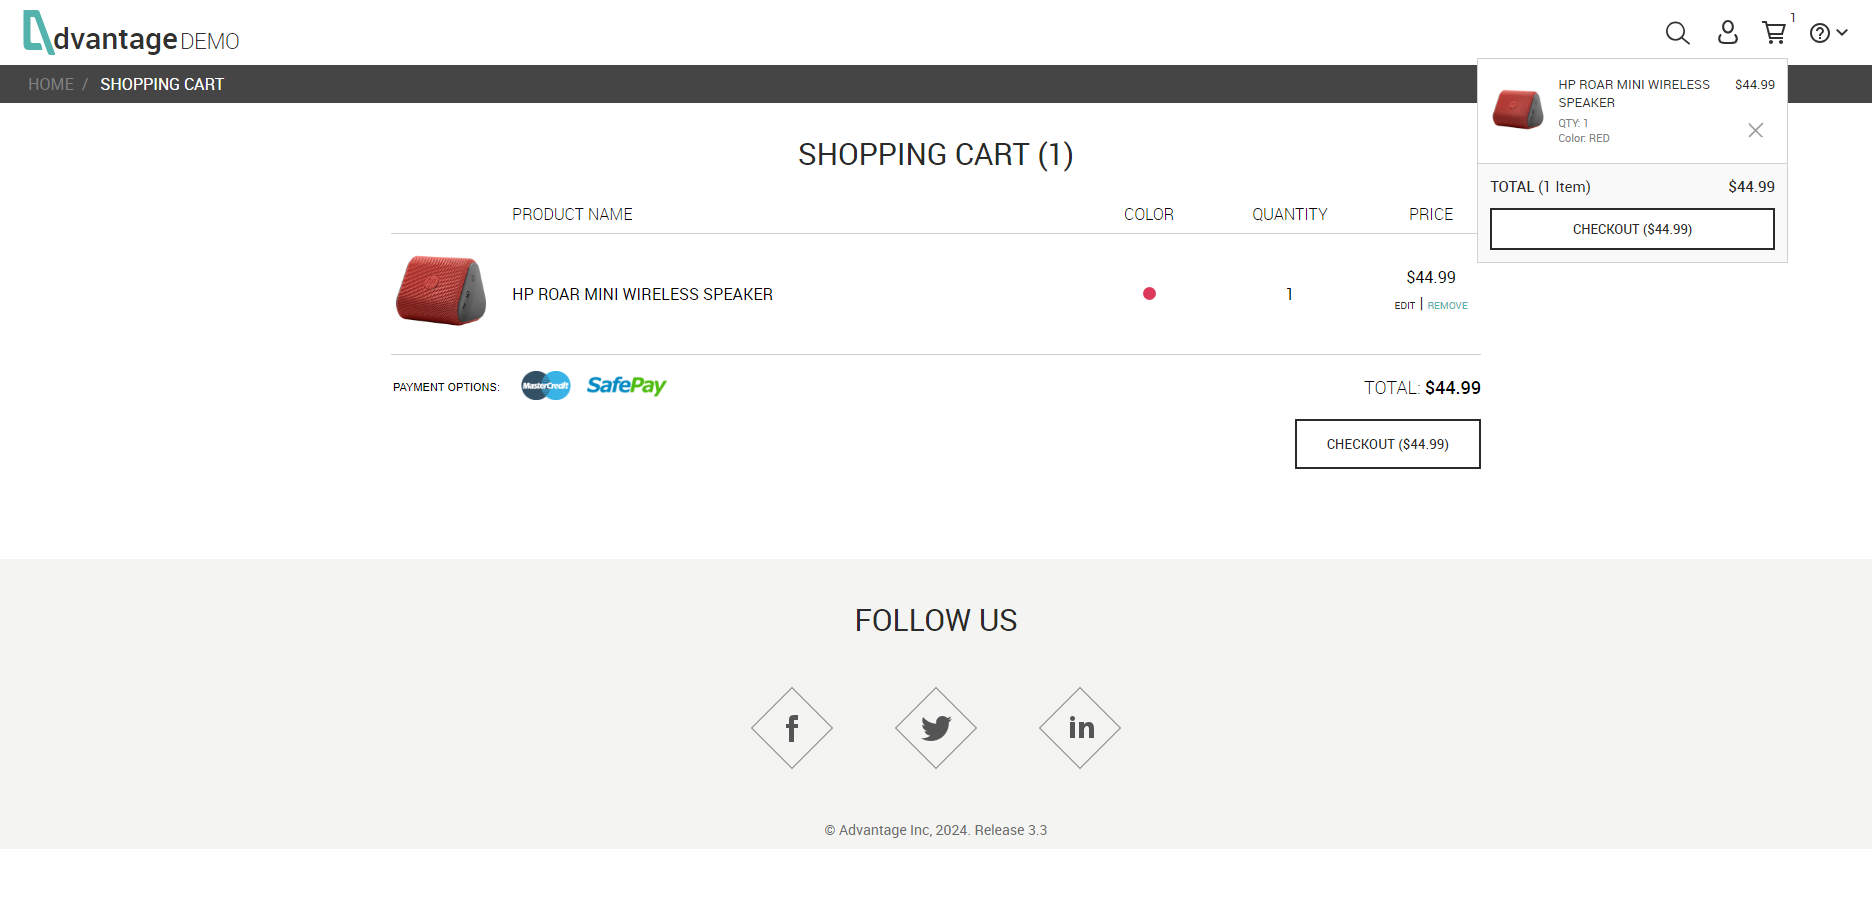 dvantage DEMO
1
HOME / SHOPPING CART
HP ROAR MINI WIRELESS SPEAKER
$44.99
QTY: 1
Color: RED
TOTAL (1 Item) $44.99
CHECKOUT ($44.99)
SHOPPING CART (1)
PRODUCT NAME COLOR QUANTITY PRICE
HP ROAR MINI WIRELESS SPEAKER 1 $44.99
EDIT | REMOVE
PAYMENT OPTIONS: MasterCredit SafePay TOTAL: $44.99
CHECKOUT ($44.99)
FOLLOW US
f in
© Advantage Inc, 2024. Release 3.3